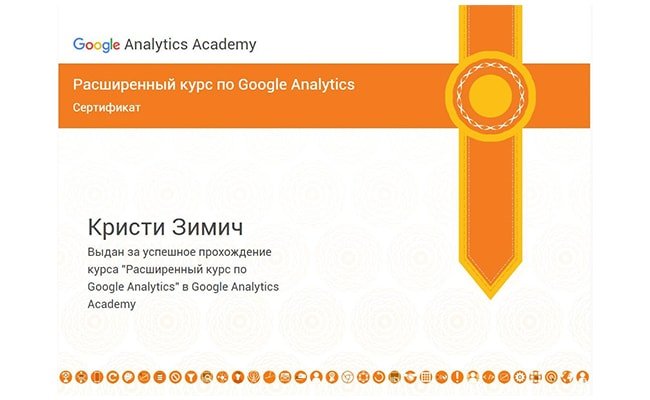 Google Analytics Academy
Расширенный курс по Google Analytics
Сертификат
Кристи Зимич
Выдан за успешное прохождение
курса "Расширенный курс по
Google Analytics" в Google Analytics
Academy